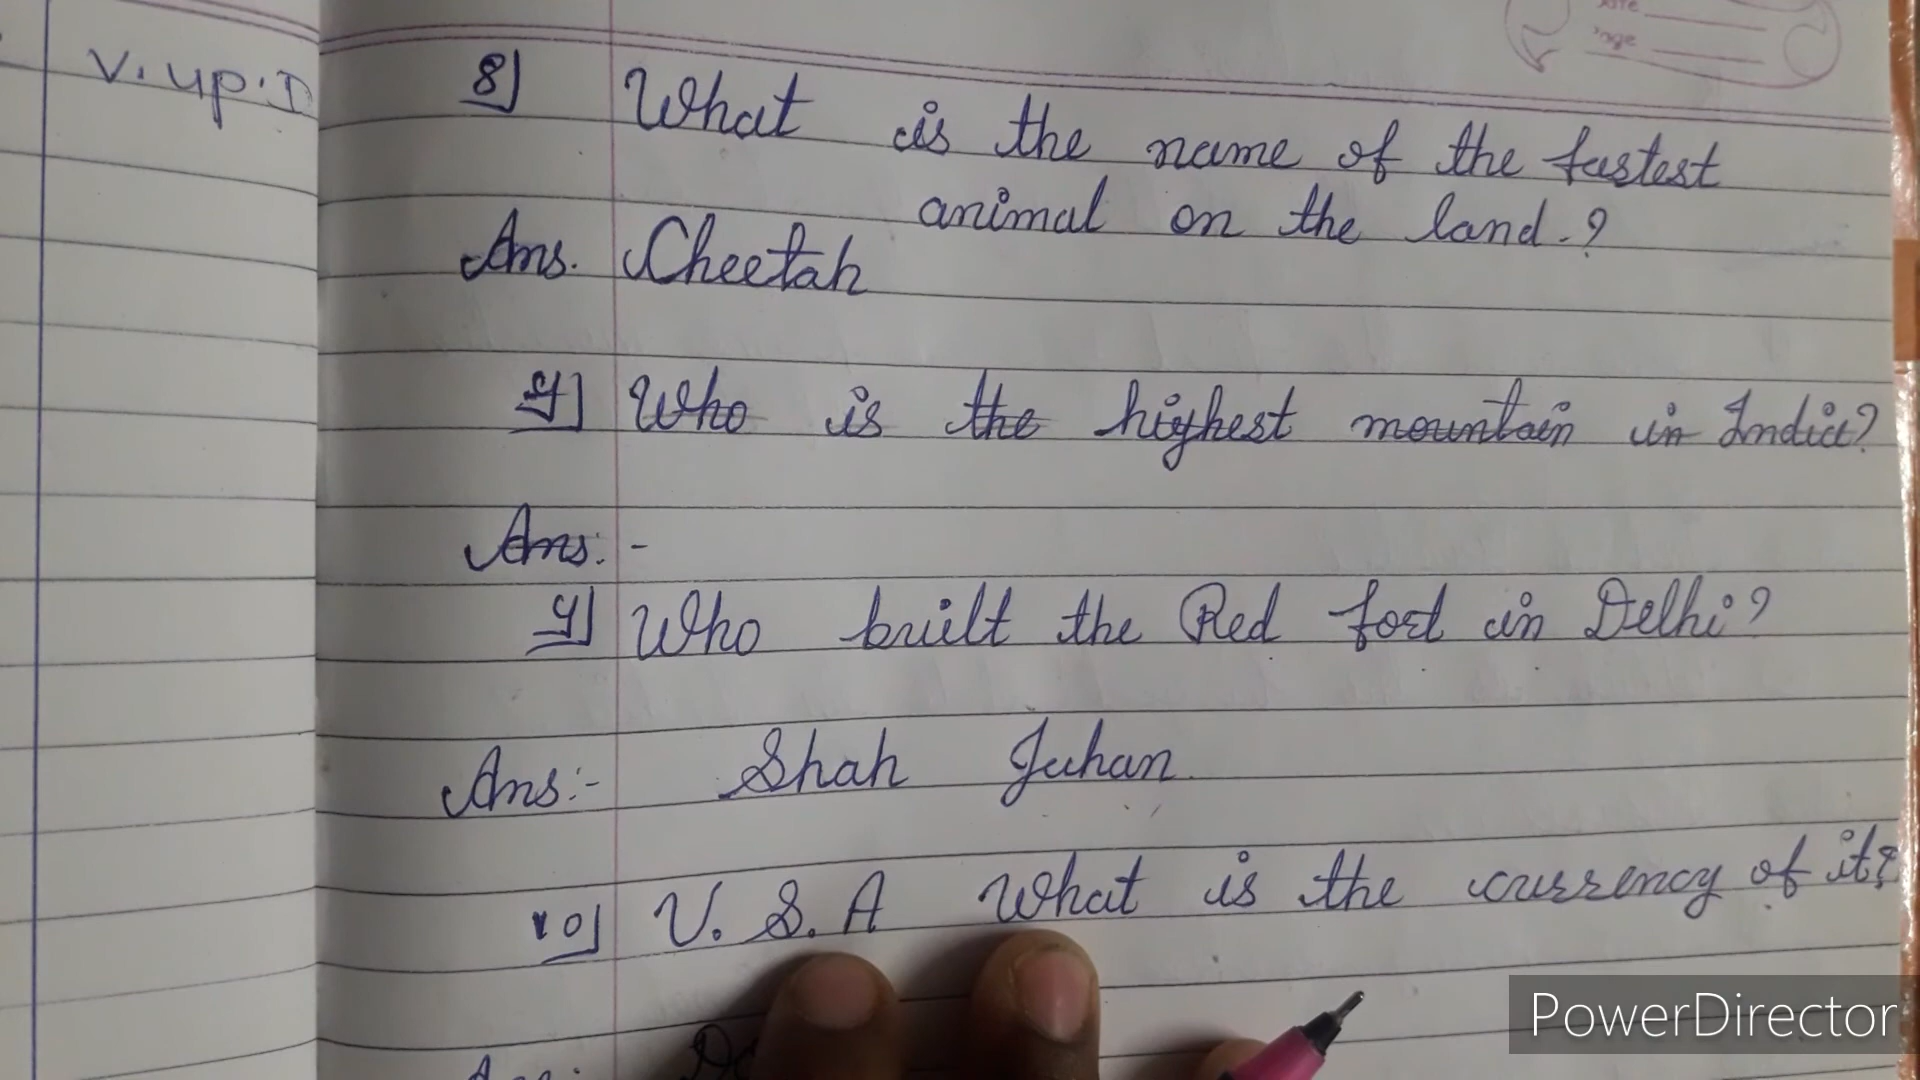 V. up. D
8] What is the name of the fastest
animal on the land.?
Ans. Cheetah
9] Who is the highest mountain in India?
Ans:-
9] Who built the Red fort in Delhi?
Ans:- Shah Juhan
10] U. S. A What is the currency of it?
Ans:
PowerDirector